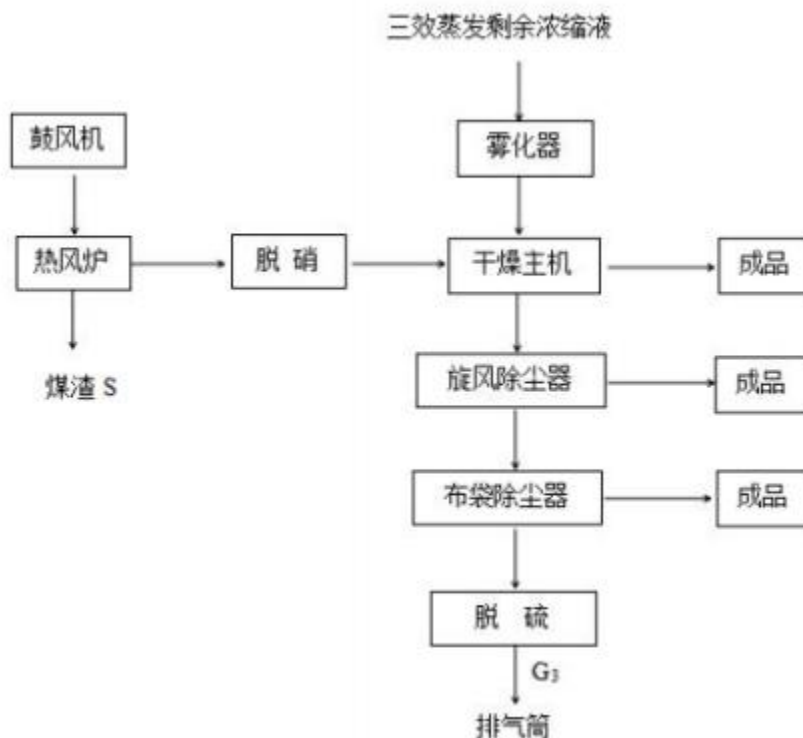 三效蒸发剩余浓缩液
鼓风机
雾化器
热风炉
脱 硝
干燥主机
成品
煤渣 S
旋风除尘器
成品
布袋除尘器
成品
脱 硫
G₃
排气筒